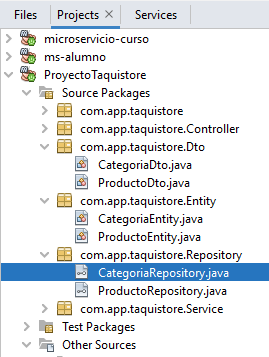 Files Projects Services
microservicio-curso
ms-alumno
ProyectoTaquistore
Source Packages
com.app.taquistore
com.app.taquistore.Controller
com.app.taquistore.Dto
CategoriaDto.java
ProductoDto.java
com.app.taquistore.Entity
CategoriaEntity.java
ProductoEntity.java
com.app.taquistore.Repository
CategoriaRepository.java
ProductoRepository.java
com.app.taquistore.Service
Test Packages
Other Sources